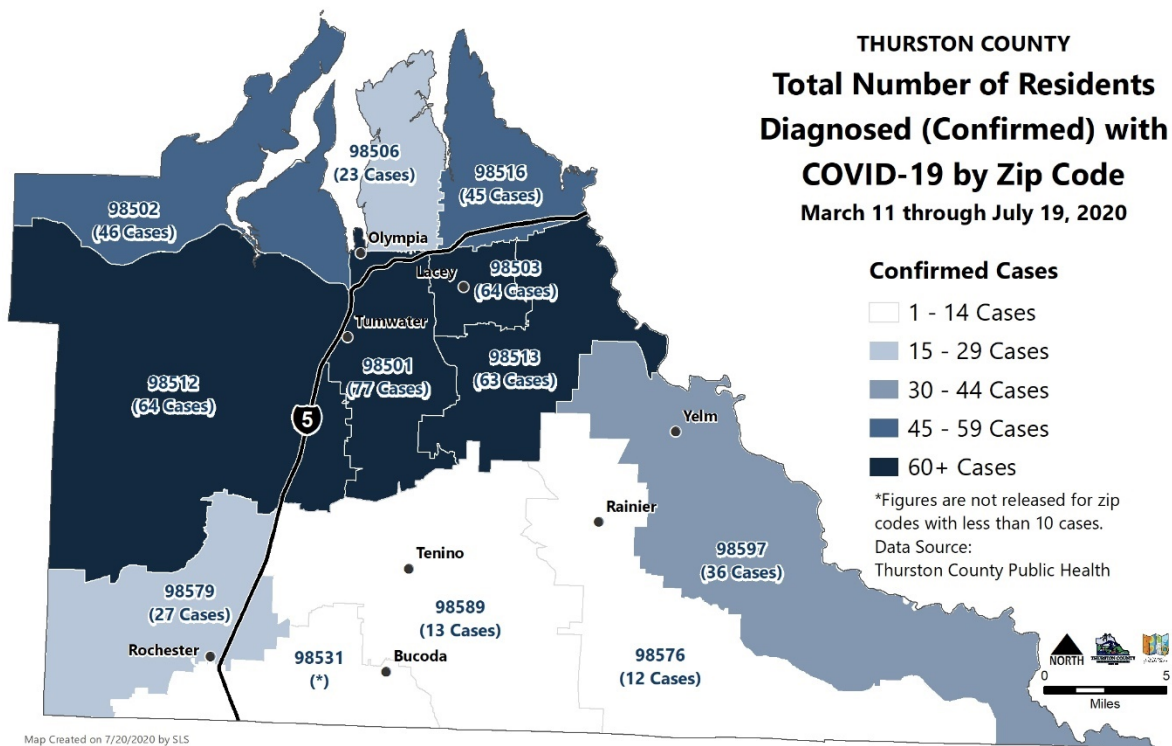 THURSTON COUNTY
Total Number of Residents
Diagnosed (Confirmed) with
COVID-19 by Zip Code
March 11 through July 19, 2020
98506
(23 Cases)
98516
(45 Cases)
98502
(46 Cases)
Olympia
Lacey
98503
(64 Cases)
Tumwater
98501
(77 Cases)
98513
(63 Cases)
98512
(64 Cases)
5
Yelm
Rainier
Tenino
98597
(36 Cases)
98579
(27 Cases)
98589
(13 Cases)
Rochester
98531
(*)
Bucoda
98576
(12 Cases)
Confirmed Cases
1 - 14 Cases
15 - 29 Cases
30 - 44 Cases
45 - 59 Cases
60+ Cases
*Figures are not released for zip
codes with less than 10 cases.
Data Source:
Thurston County Public Health
NORTH
THURSTON COUNTY
0 5
Miles
Map Created on 7/20/2020 by SLS